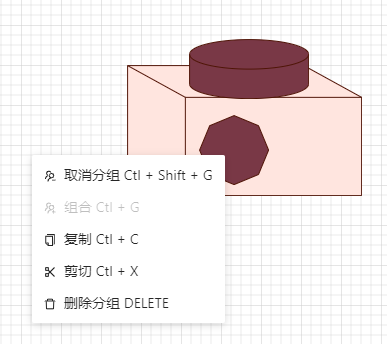 取消分组 Ctl + Shift + G
组合 Ctl + G
复制 Ctl + C
剪切 Ctl + X
删除分组 DELETE